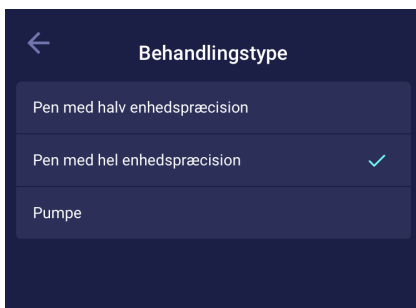 Behandlingstype
Pen med halv enhedspræcision
Pen med hel enhedspræcision
Pumpe